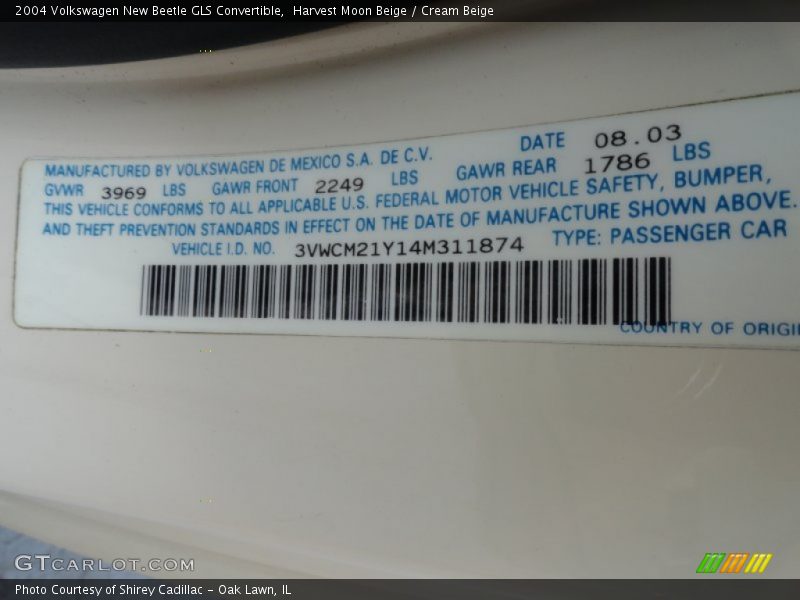 2004 Volkswagen New Beetle GLS Convertible,  Harvest Moon Beige / Cream Beige
MANUFACTURED BY VOLKSWAGEN DE MEXICO S.A. DE C.V. DATE 08.03
GVWR 3969 LBS GAWR FRONT 2249 LBS GAWR REAR 1786 LBS
THIS VEHICLE CONFORMS TO ALL APPLICABLE U.S. FEDERAL MOTOR VEHICLE SAFETY, BUMPER,
AND THEFT PREVENTION STANDARDS IN EFFECT ON THE DATE OF MANUFACTURE SHOWN ABOVE.
VEHICLE I.D. NO. 3VWCM21Y14M311874 TYPE: PASSENGER CAR
COUNTRY OF ORIGI
GTCARLOT.COM
Photo Courtesy of Shirey Cadillac - Oak Lawn, IL